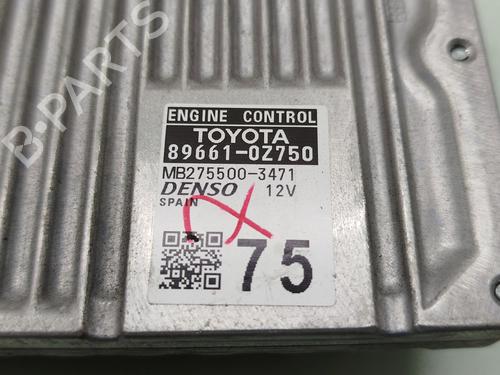 B-PARTS
ENGINE CONTROL
TOYOTA
89661-0Z750
MB275500-3471
DENSO 12V
SPAIN
75